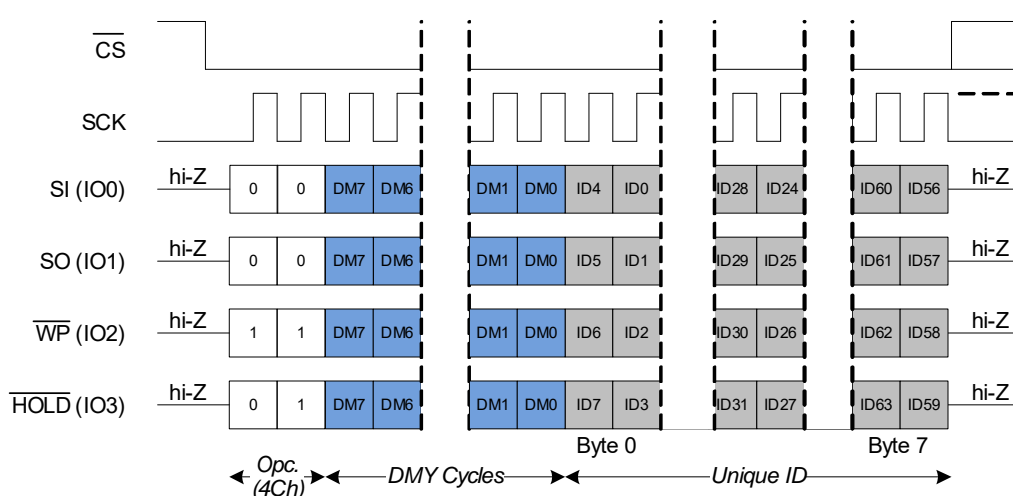 CS
SCK
SI (IO0) hi-Z 0 0 DM7 DM6 DM1 DM0 ID4 ID0 ID28 ID24 ID60 ID56 hi-Z
SO (IO1) hi-Z 0 0 DM7 DM6 DM1 DM0 ID5 ID1 ID29 ID25 ID61 ID57 hi-Z
WP (IO2) hi-Z 1 1 DM7 DM6 DM1 DM0 ID6 ID2 ID30 ID26 ID62 ID58 hi-Z
HOLD (IO3) hi-Z 0 1 DM7 DM6 DM1 DM0 ID7 ID3 ID31 ID27 ID63 ID59 hi-Z
Byte 0 Byte 7
Opc. (4Ch) DMY Cycles Unique ID